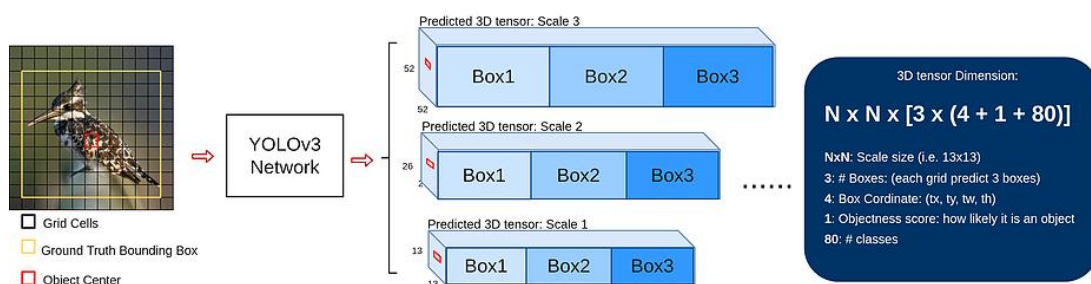 Grid Cells
Ground Truth Bounding Box
Object Center
YOLOv3
Network
Predicted 3D tensor: Scale 3
52
52
Box1 Box2 Box3
Predicted 3D tensor: Scale 2
26
2
Box1 Box2 Box3
Predicted 3D tensor: Scale 1
13
13
Box1 Box2 Box3
......
3D tensor Dimension:
N x N x [3 x (4 + 1 + 80)]
NxN: Scale size (i.e. 13x13)
3: # Boxes: (each grid predict 3 boxes)
4: Box Cordinate: (tx, ty, tw, th)
1: Objectness score: how likely it is an object
80: # classes